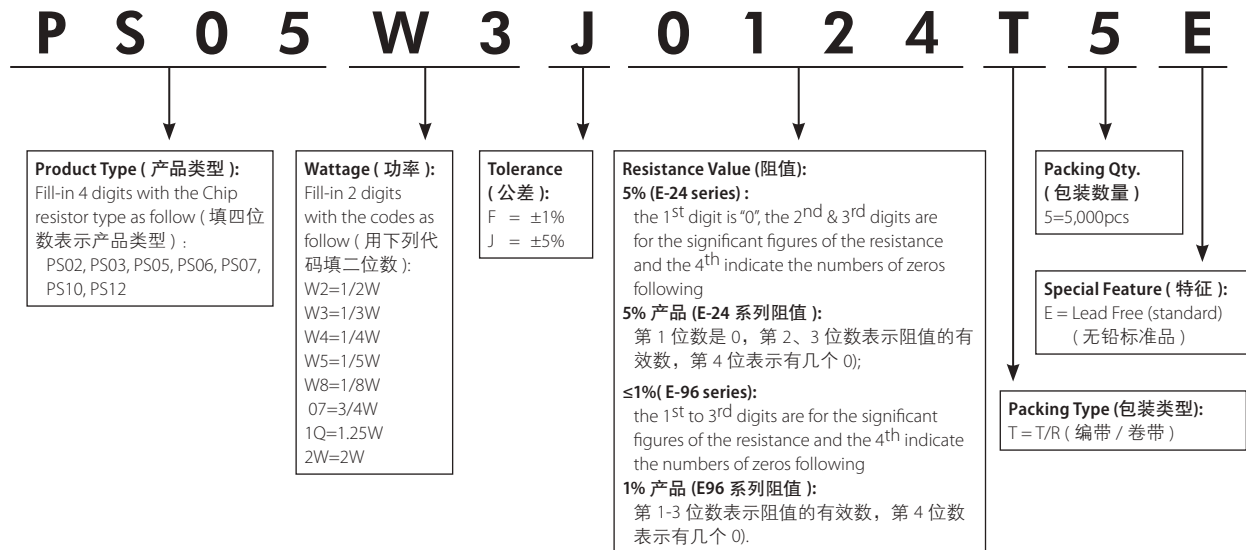 P S 0 5 W 3 J 0 1 2 4 T 5 E
Product Type ( 产品类型 ):
Fill-in 4 digits with the Chip
resistor type as follow ( 填四位
数表示产品类型 ) :
PS02, PS03, PS05, PS06, PS07,
PS10, PS12
Wattage ( 功率 ):
Fill-in 2 digits
with the codes as
follow ( 用下列代
码填二位数 ):
W2=1/2W
W3=1/3W
W4=1/4W
W5=1/5W
W8=1/8W
07=3/4W
1Q=1.25W
2W=2W
Tolerance
( 公差 ):
F = ±1%
J = ±5%
Resistance Value (阻值):
5% (E-24 series) :
the 1st digit is “0”, the 2nd & 3rd digits are
for the significant figures of the resistance
and the 4th indicate the numbers of zeros
following
5% 产品 (E-24 系列阻值 ):
第 1 位数是 0，第 2、3 位数表示阻值的有
效数，第 4 位表示有几个 0);
≤1%( E-96 series):
the 1st to 3rd digits are for the significant
figures of the resistance and the 4th indicate
the numbers of zeros following
1% 产品 (E96 系列阻值 ):
第 1-3 位数表示阻值的有效数，第 4 位数
表示有几个 0).
Packing Qty.
( 包装数量 )
5=5,000pcs
Special Feature ( 特征 ):
E = Lead Free (standard)
( 无铅标准品 )
Packing Type (包装类型):
T = T/R ( 编带 / 卷带 )